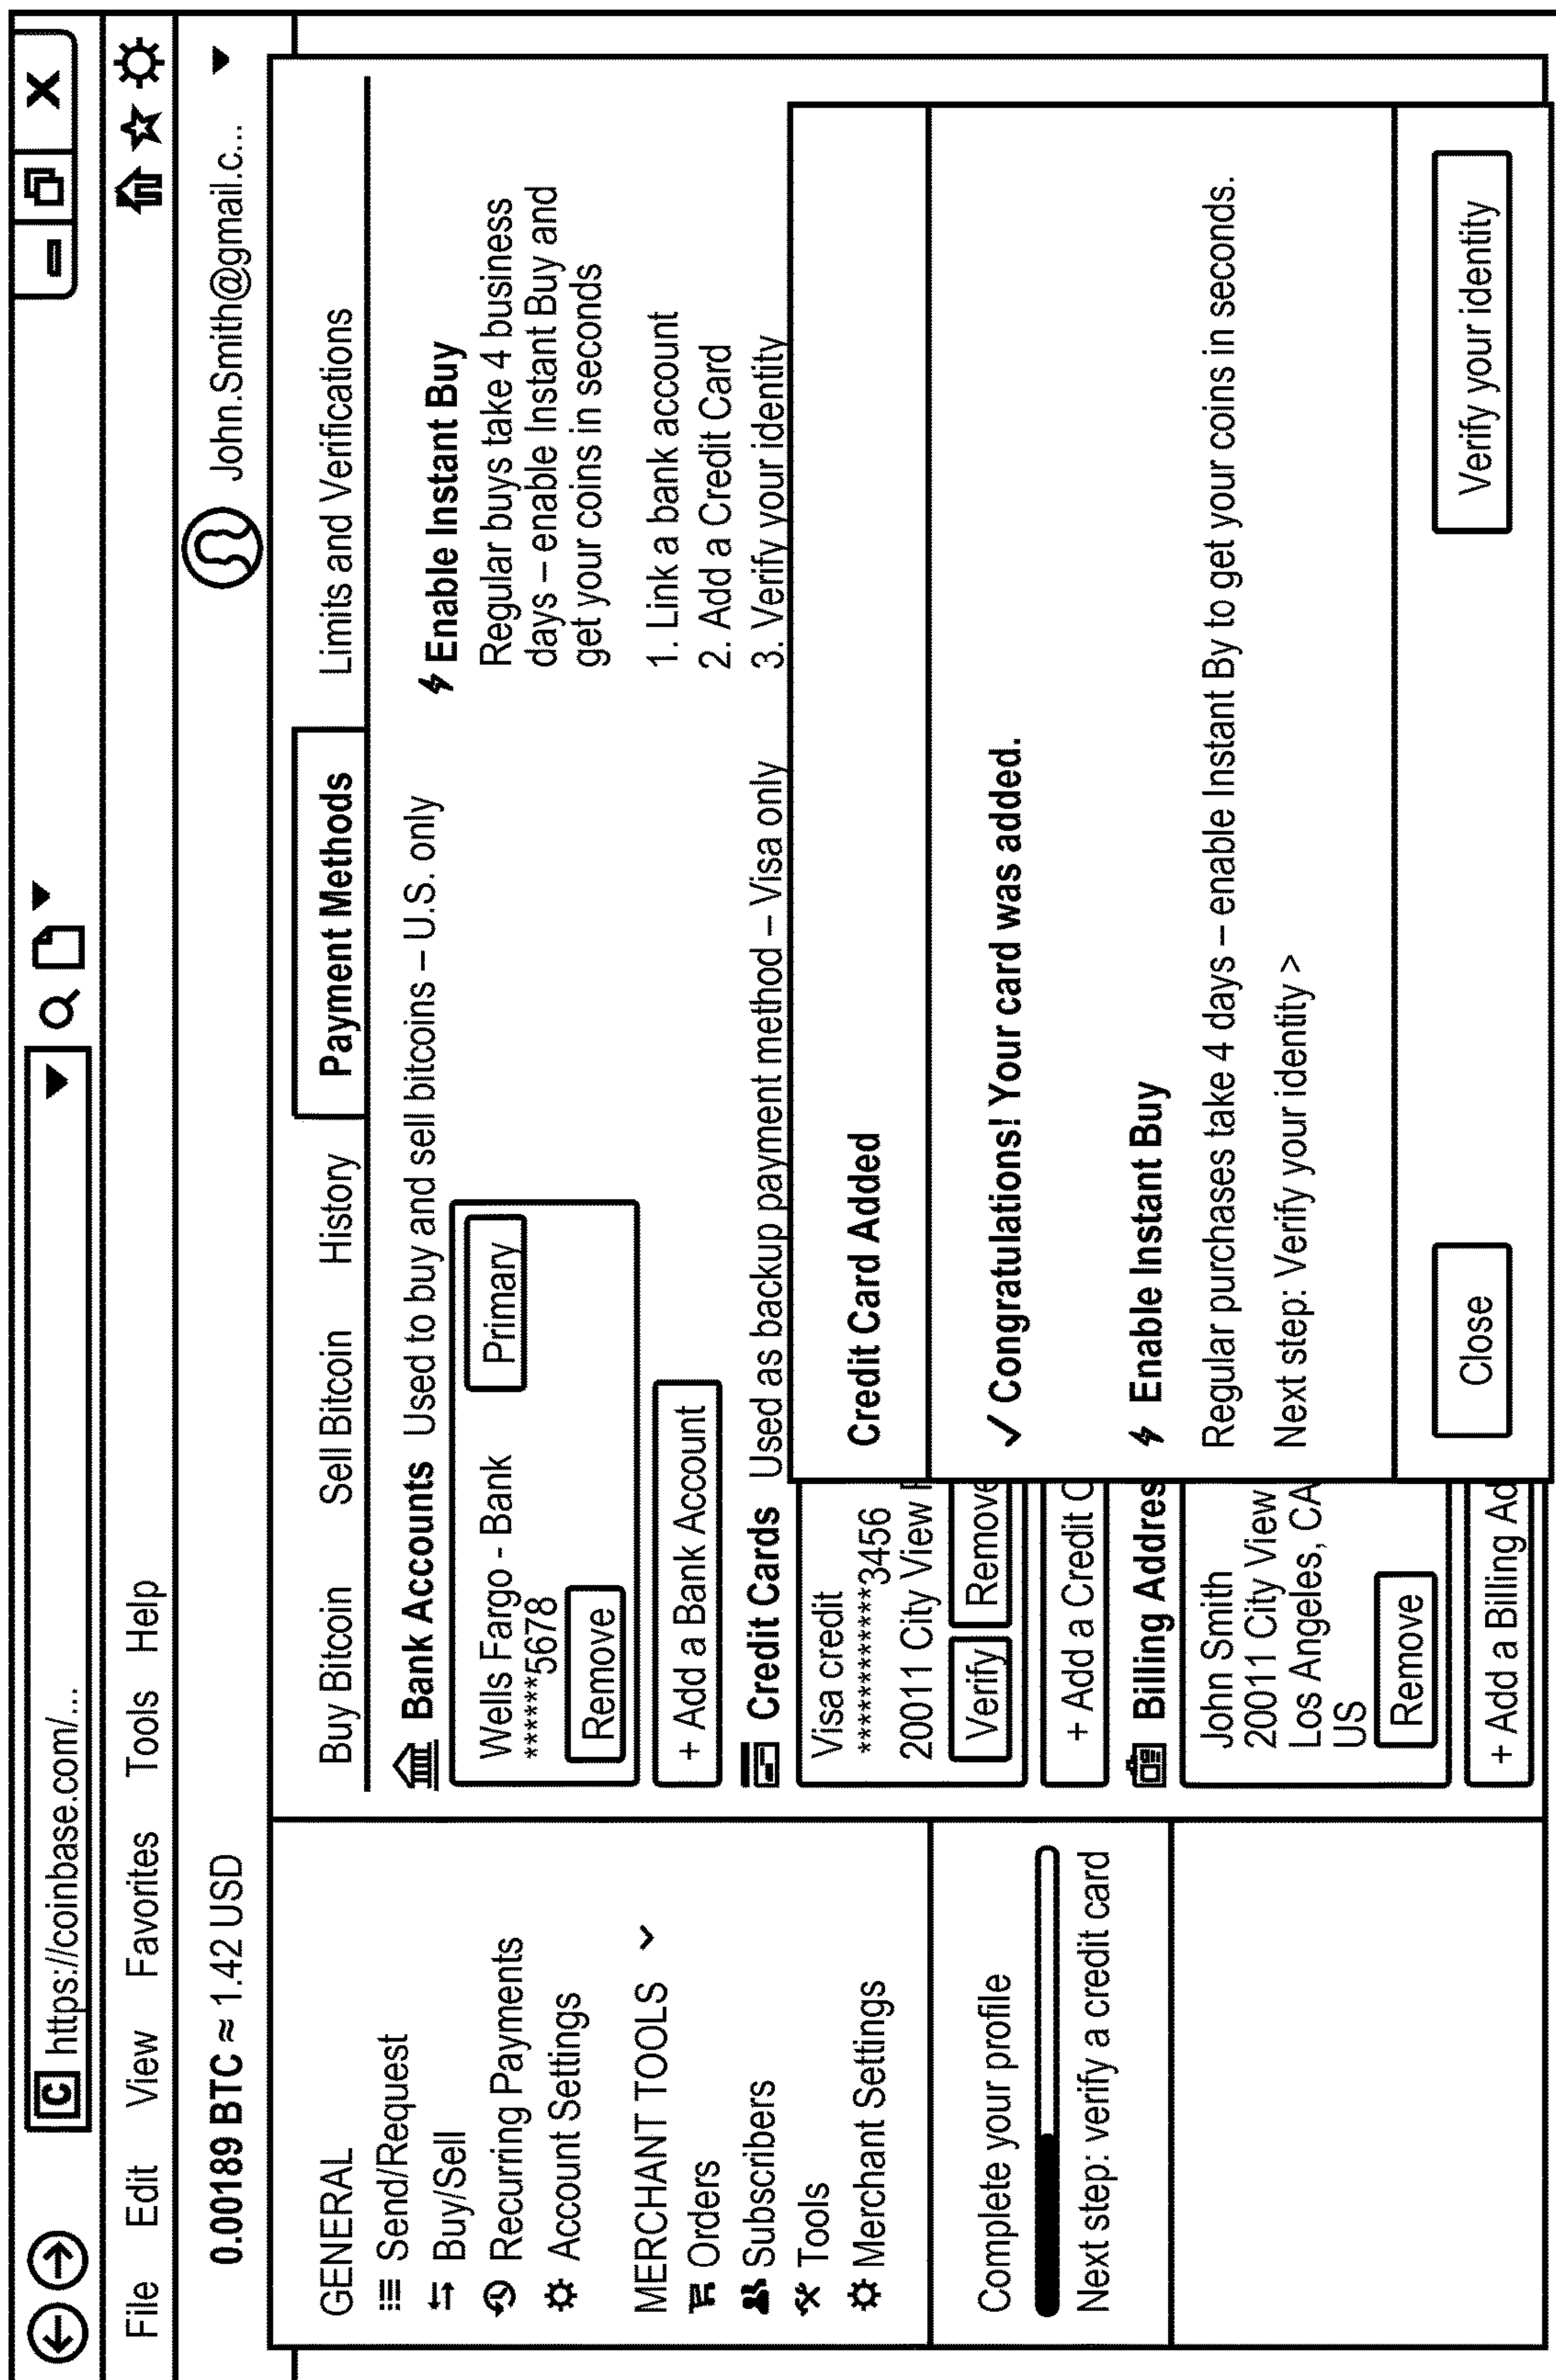 https://coinbase.com/...
X
File Edit View Favorites Tools Help
0.00189 BTC ≈ 1.42 USD
John.Smith@gmail.c...
GENERAL
Send/Request
Buy/Sell
Recurring Payments
Account Settings
MERCHANT TOOLS
Orders
Subscribers
Tools
Merchant Settings
Complete your profile
Next step: verify a credit card
Buy Bitcoin Sell Bitcoin History Payment Methods Limits and Verifications
Bank Accounts Used to buy and sell bitcoins – U.S. only
Wells Fargo - Bank Primary
******5678
Remove
+ Add a Bank Account
Enable Instant Buy
Regular buys take 4 business
days – enable Instant Buy and
get your coins in seconds
1. Link a bank account
2. Add a Credit Card
3. Verify your identity
Credit Cards Used as backup payment method – Visa only
Visa credit
************3456
20011 City View
Verify Remove
+ Add a Credit C
Billing Addres
John Smith
20011 City View
Los Angeles, CA
US
Remove
+ Add a Billing Ad
Credit Card Added
✓ Congratulations! Your card was added.
Enable Instant Buy
Regular purchases take 4 days – enable Instant By to get your coins in seconds.
Next step: Verify your identity >
Close Verify your identity